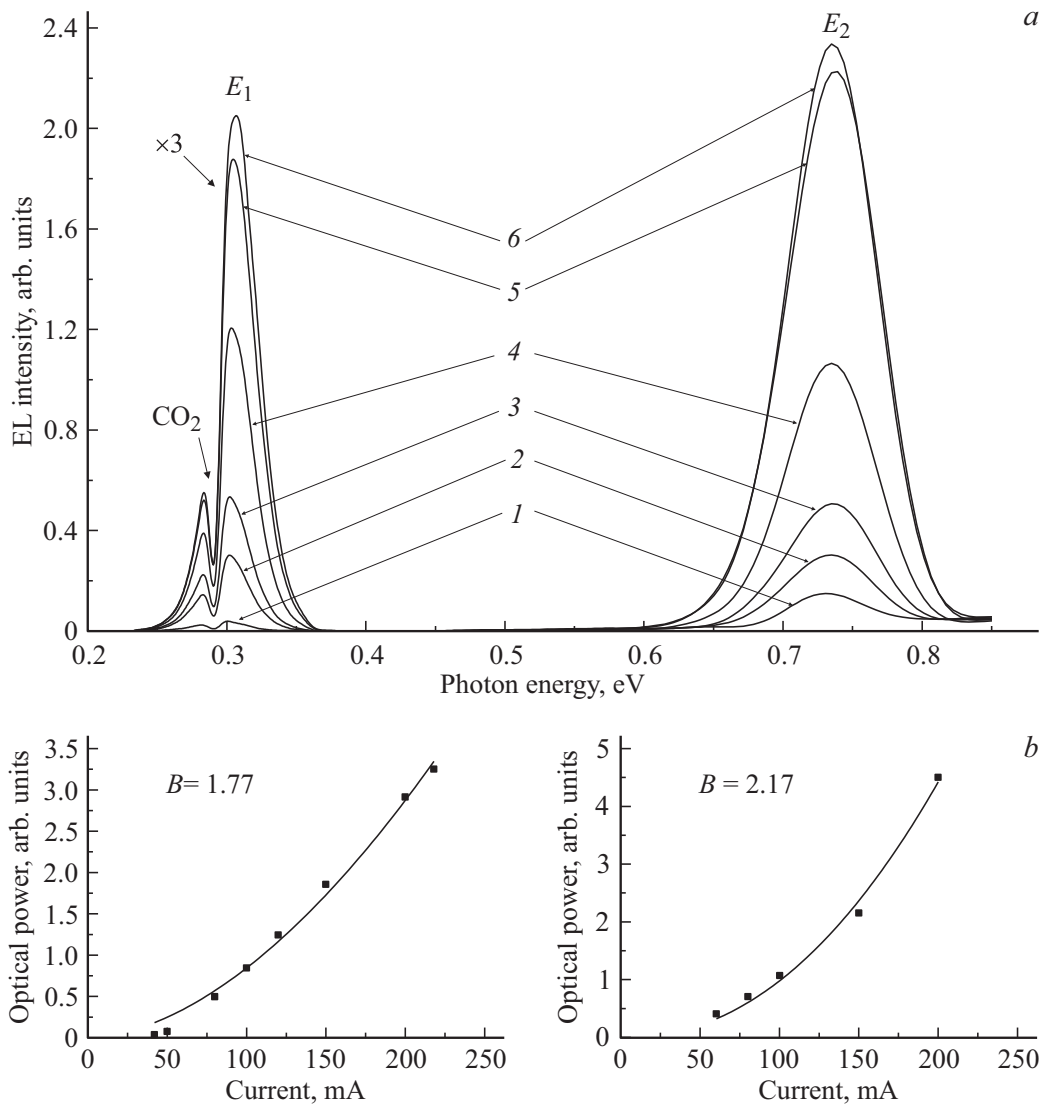 a
2.4
2.0
1.6
1.2
0.8
0.4
0
EL intensity, arb. units
E1
E2
×3
CO2
6
5
4
3
2
1
0.2 0.3 0.4 0.5 0.6 0.7 0.8
Photon energy, eV
b
3.5
3.0
2.5
2.0
1.5
1.0
0.5
0
Optical power, arb. units
B= 1.77
0 50 100 150 200 250
Current, mA
5
4
3
2
1
0
Optical power, arb. units
B = 2.17
0 50 100 150 200 250
Current, mA